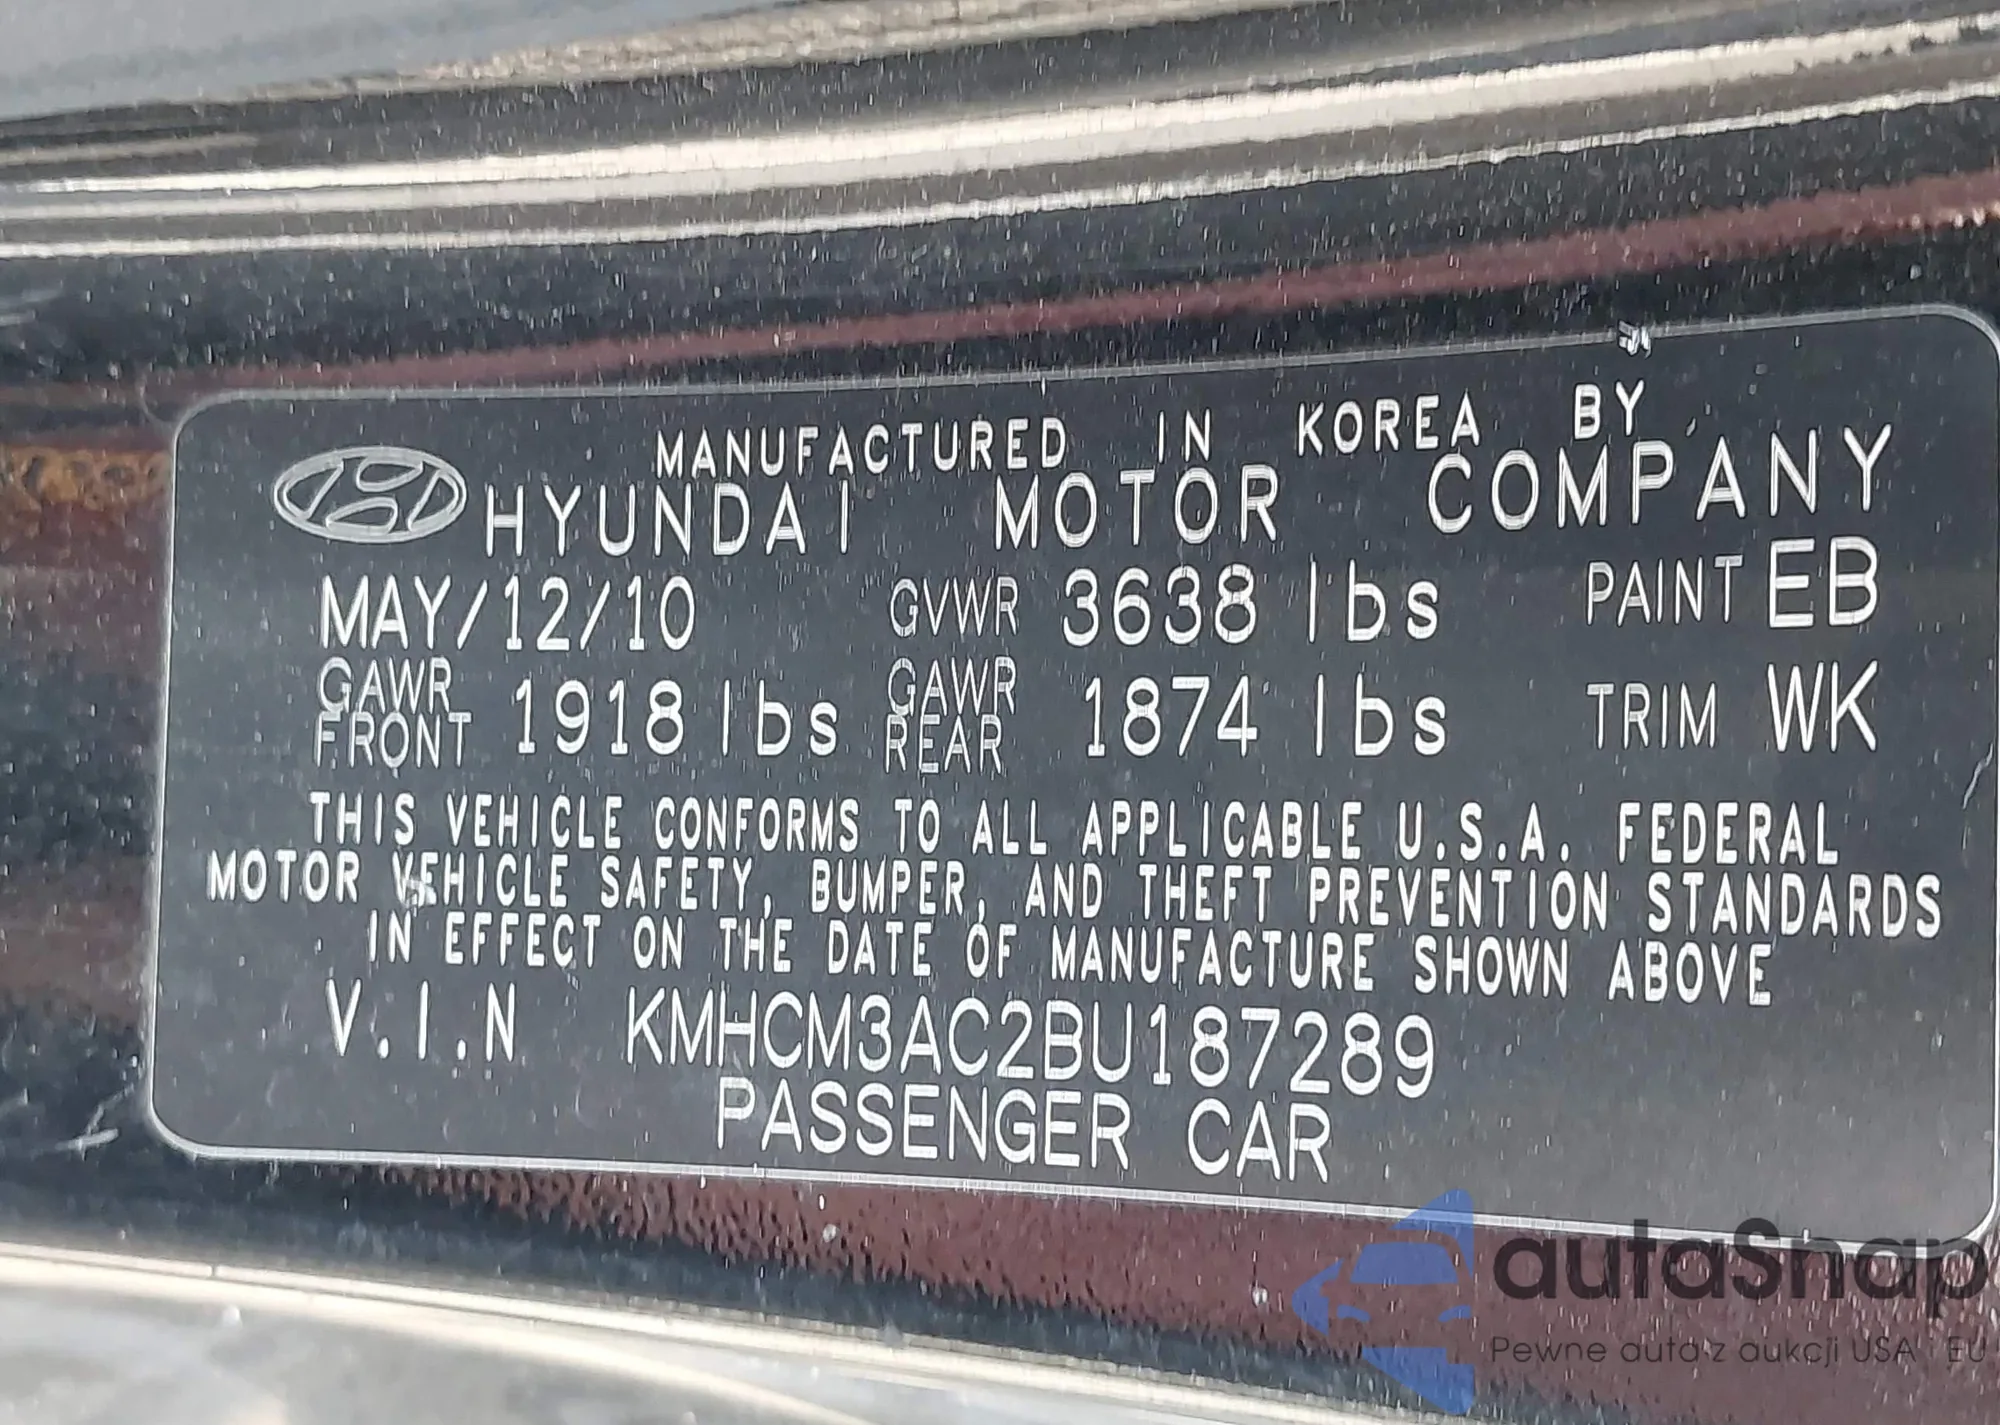 MANUFACTURED IN KOREA BY
HYUNDAI MOTOR COMPANY
MAY/12/10 GVWR 3638 lbs PAINT EB
GAWR FRONT 1918 lbs GAWR REAR 1874 lbs TRIM WK
THIS VEHICLE CONFORMS TO ALL APPLICABLE U.S.A. FEDERAL
MOTOR VEHICLE SAFETY, BUMPER, AND THEFT PREVENTION STANDARDS
IN EFFECT ON THE DATE OF MANUFACTURE SHOWN ABOVE
V.I.N KMHCM3AC2BU187289
PASSENGER CAR
autaSnap
Pewne auta z aukcji USA i EU